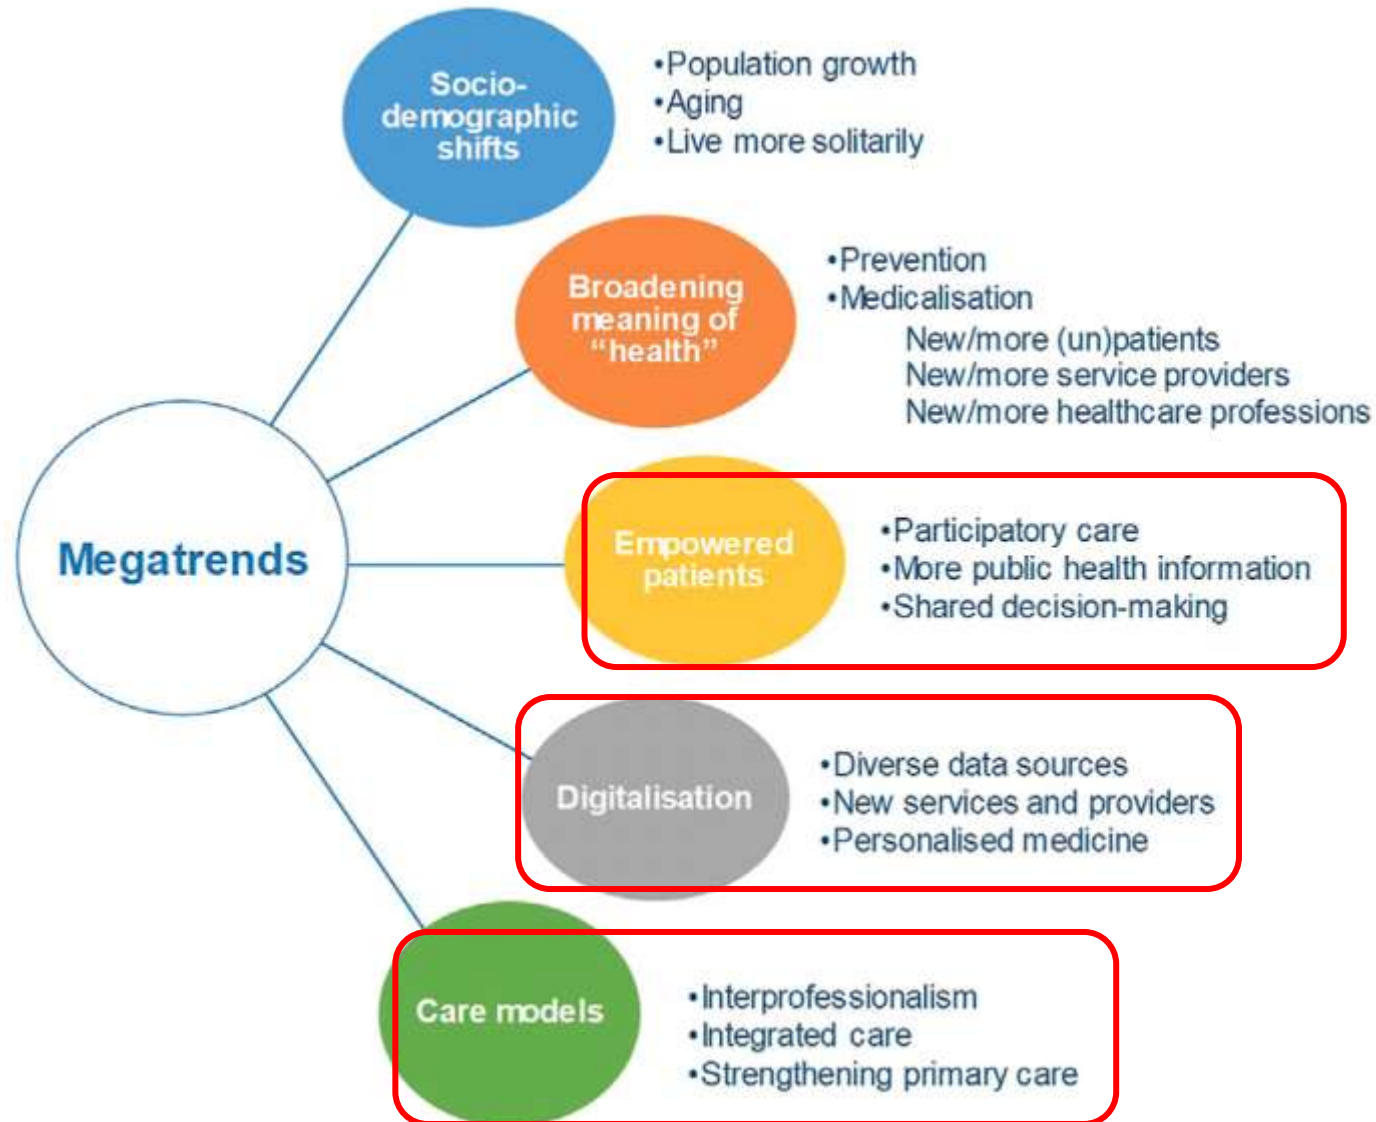 Megatrends
Socio-
demographic
shifts
•Population growth
•Aging
•Live more solitarily
Broadening
meaning of
“health”
•Prevention
•Medicalisation
New/more (un)patients
New/more service providers
New/more healthcare professions
Empowered
patients
•Participatory care
•More public health information
•Shared decision-making
Digitalisation
•Diverse data sources
•New services and providers
•Personalised medicine
Care models
•Interprofessionalism
•Integrated care
•Strengthening primary care